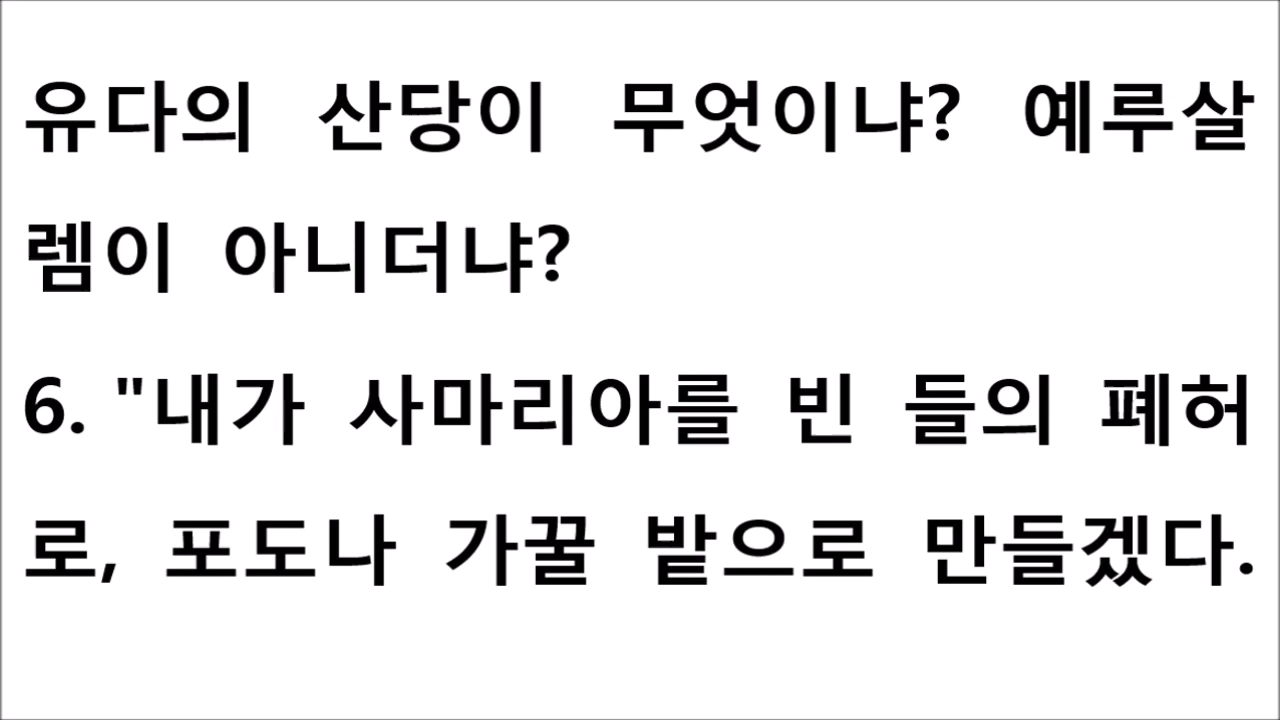 유다의 산당이 무엇이냐? 예루살
렘이 아니더냐?
6. "내가 사마리아를 빈 들의 폐허
로, 포도나 가꿀 밭으로 만들겠다.